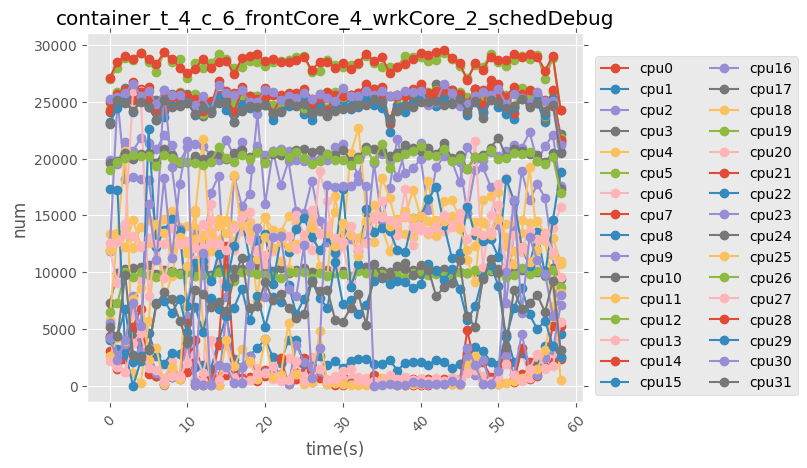 container_t_4_c_6_frontCore_4_wrkCore_2_schedDebug
30000
25000
20000
15000
10000
5000
0
num
0
10
20
30
40
50
60
time(s)
cpu0
cpu1
cpu2
cpu3
cpu4
cpu5
cpu6
cpu7
cpu8
cpu9
cpu10
cpu11
cpu12
cpu13
cpu14
cpu15
cpu16
cpu17
cpu18
cpu19
cpu20
cpu21
cpu22
cpu23
cpu24
cpu25
cpu26
cpu27
cpu28
cpu29
cpu30
cpu31